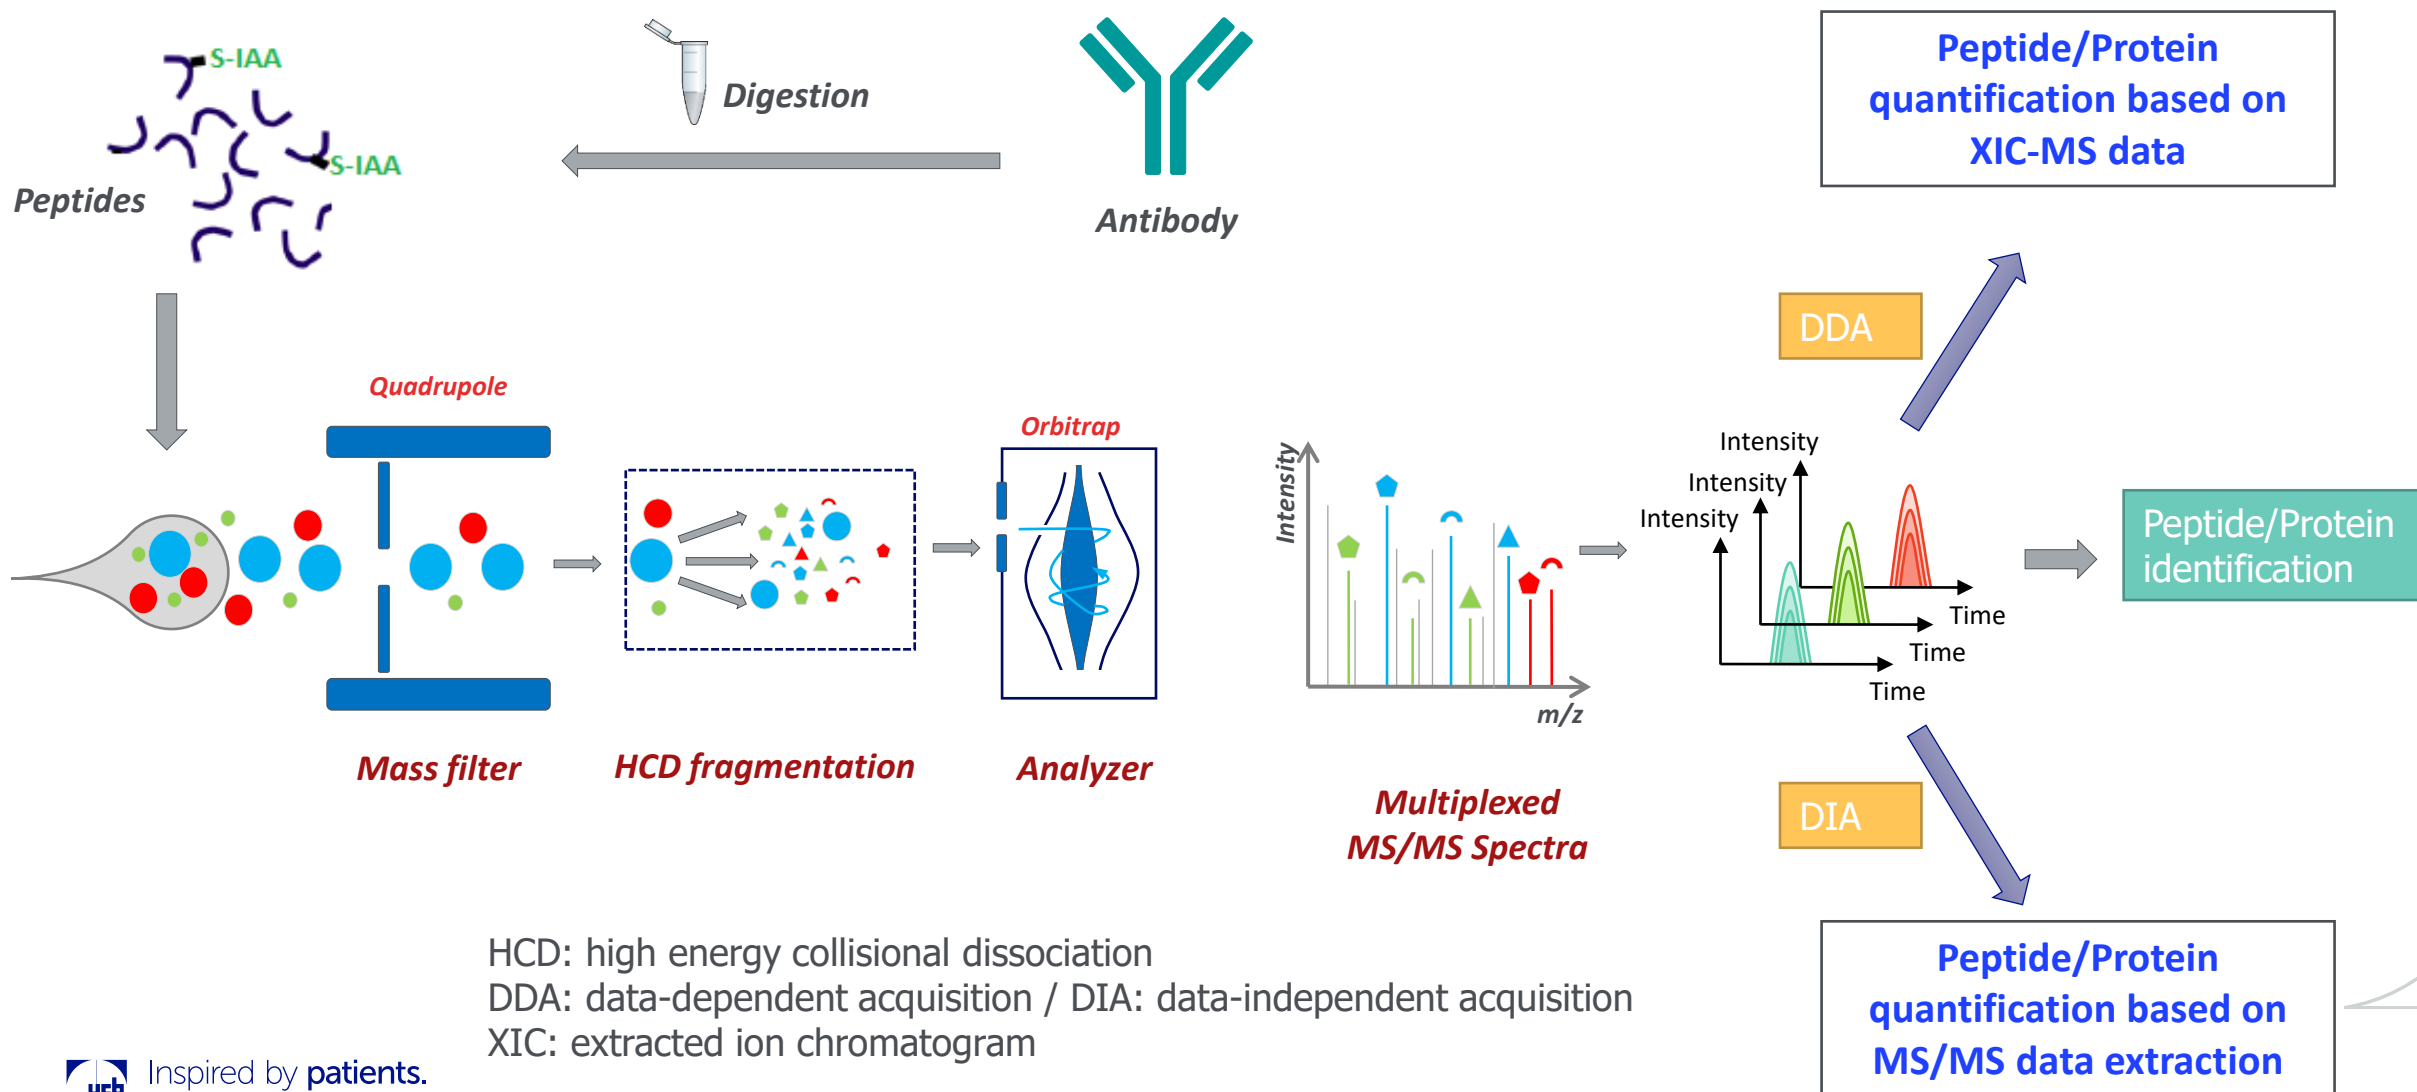 S-IAA
S-IAA
Peptides
Digestion
Antibody
Peptide/Protein
quantification based on
XIC-MS data
DDA
Quadrupole
Orbitrap
Mass filter
HCD fragmentation
Analyzer
Intensity
m/z
Multiplexed
MS/MS Spectra
Intensity
Intensity
Intensity
Time
Time
Time
Peptide/Protein
identification
DIA
Peptide/Protein
quantification based on
MS/MS data extraction
HCD: high energy collisional dissociation
DDA: data-dependent acquisition / DIA: data-independent acquisition
XIC: extracted ion chromatogram
ucb
Inspired by patients.